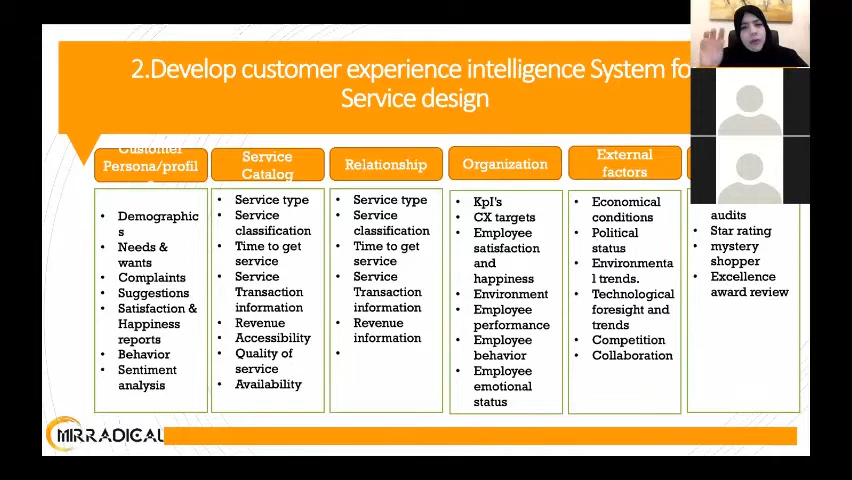 2.Develop customer experience intelligence System fo
Service design
Customer
Persona/profil
Demographic
s
Needs &
wants
Complaints
Suggestions
Satisfaction &
Happiness
reports
Behavior
Sentiment
analysis
Service
Catalog
Service type
Service
classification
Time to get
service
Service
Transaction
information
Revenue
Accessibility
Quality of
service
Availability
Relationship
Service type
Service
classification
Time to get
service
Service
Transaction
information
Revenue
information
Organization
KpI's
CX targets
Employee
satisfaction
and
happiness
Environment
Employee
performance
Employee
behavior
Employee
emotional
status
External
factors
Economical
conditions
Political
status
Environmenta
l trends.
Technological
foresight and
trends
Competition
Collaboration
audits
Star rating
mystery
shopper
Excellence
award review
MIRRADICAL